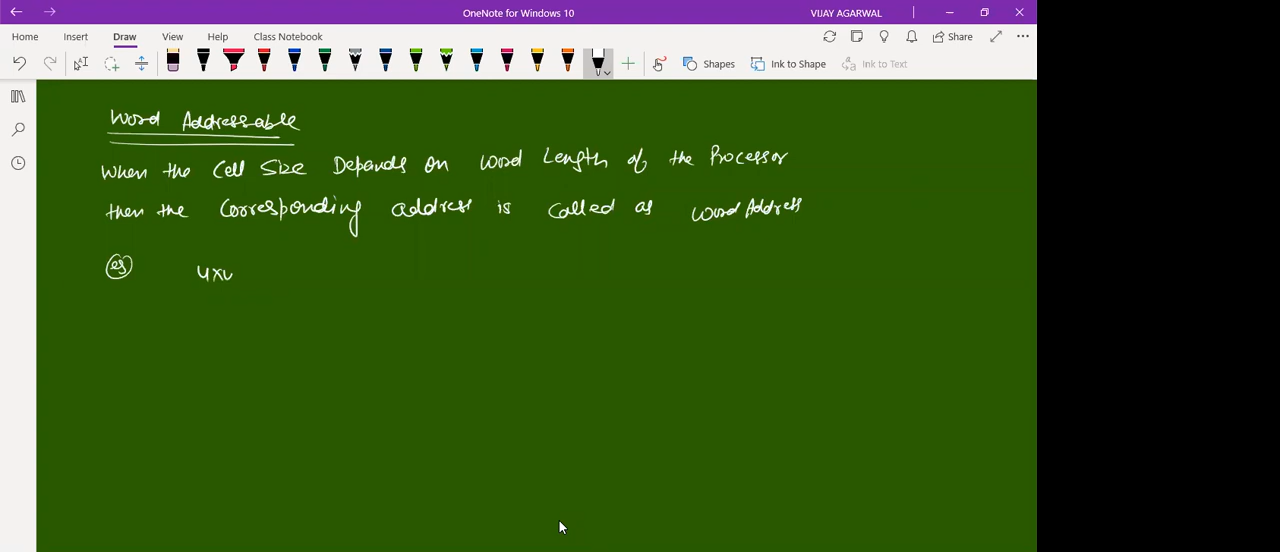 OneNote for Windows 10
VIJAY AGARWAL
Home Insert Draw View Help Class Notebook
Share
Shapes Ink to Shape Ink to Text
Word Addressable
When the Cell Size Depends on Word Length of the Processor
then the Corresponding address is Called as Word Address
eg 4x